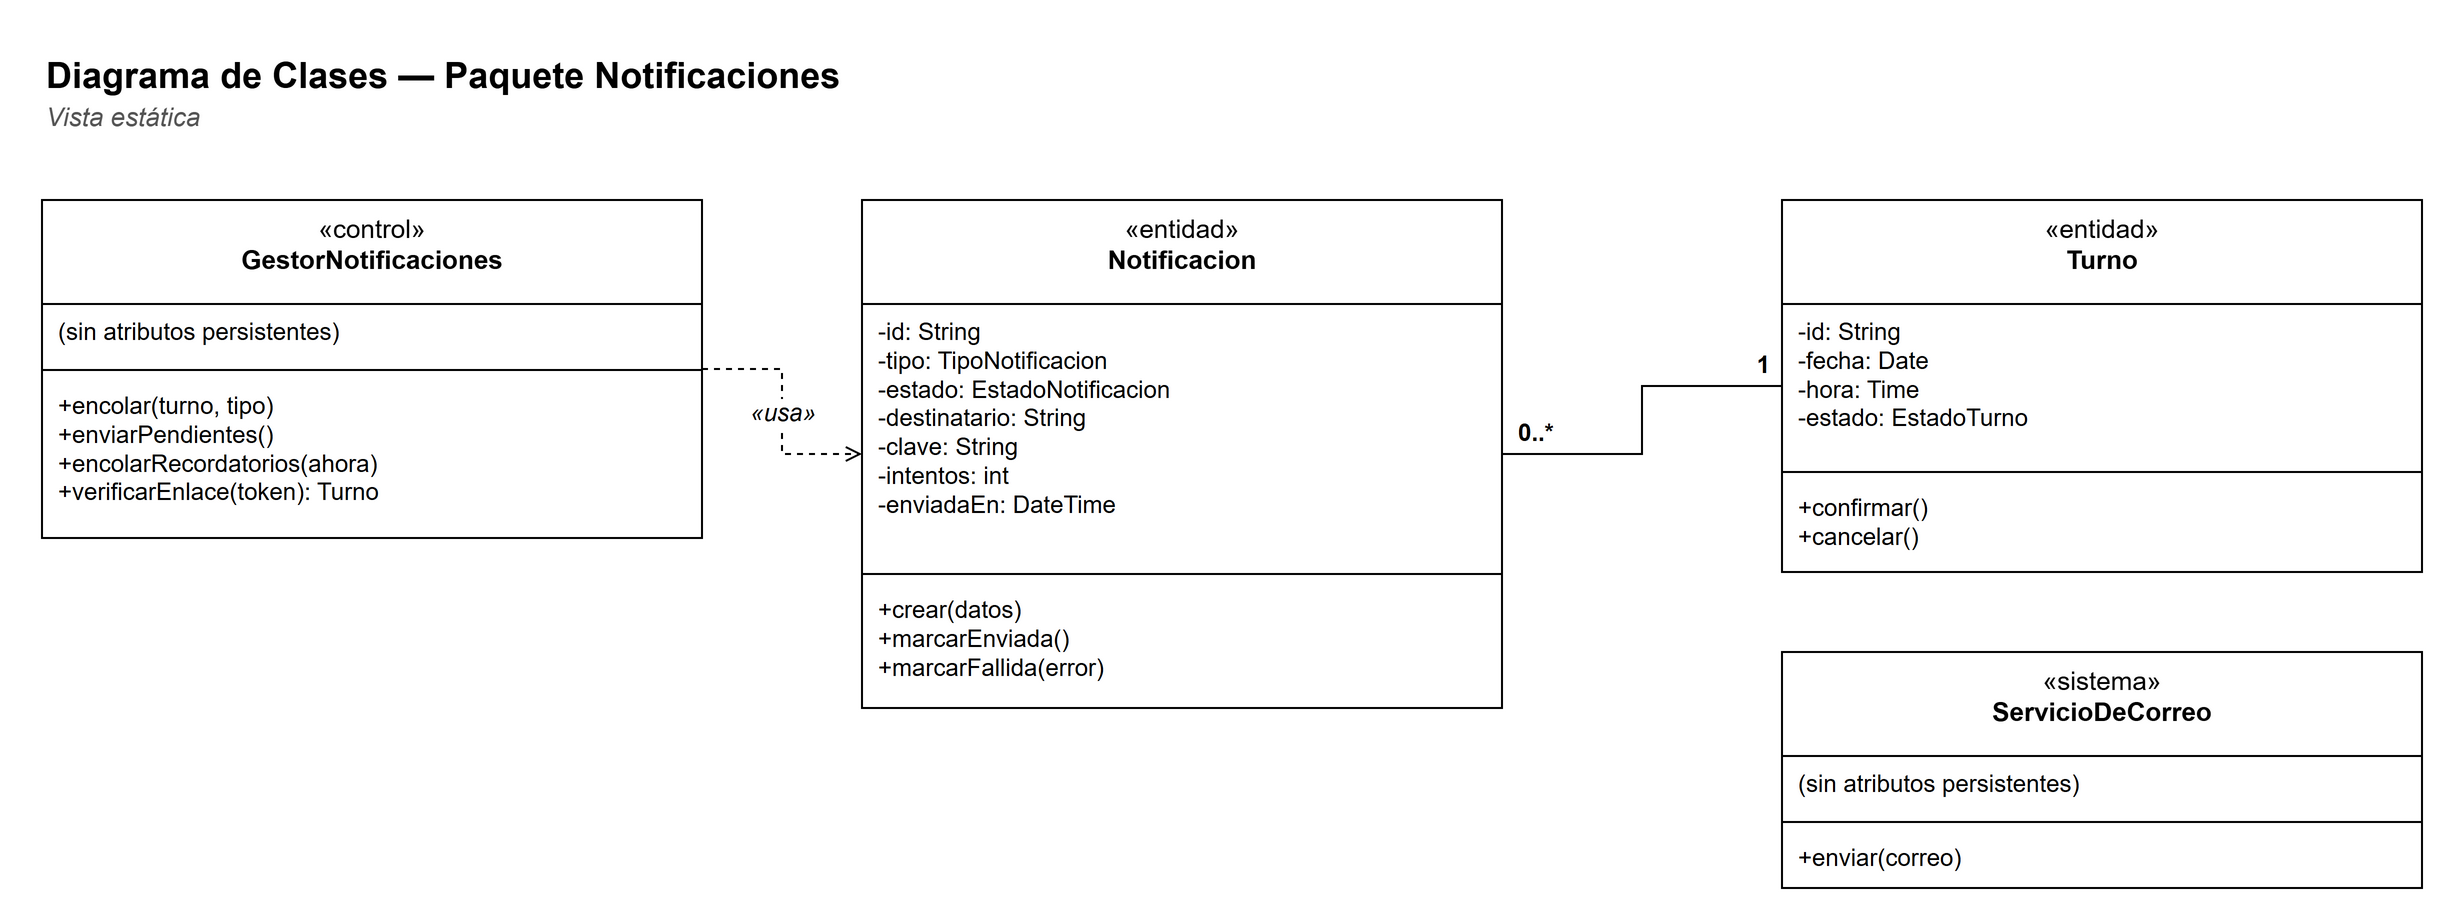 Diagrama de Clases — Paquete Notificaciones
Vista estática
«control»
GestorNotificaciones
(sin atributos persistentes)
+encolar(turno, tipo)
+enviarPendientes()
+encolarRecordatorios(ahora)
+verificarEnlace(token): Turno
«usa»
«entidad»
Notificacion
-id: String
-tipo: TipoNotificacion
-estado: EstadoNotificacion
-destinatario: String
-clave: String
-intentos: int
-enviadaEn: DateTime
+crear(datos)
+marcarEnviada()
+marcarFallida(error)
0..*
1
«entidad»
Turno
-id: String
-fecha: Date
-hora: Time
-estado: EstadoTurno
+confirmar()
+cancelar()
«sistema»
ServicioDeCorreo
(sin atributos persistentes)
+enviar(correo)